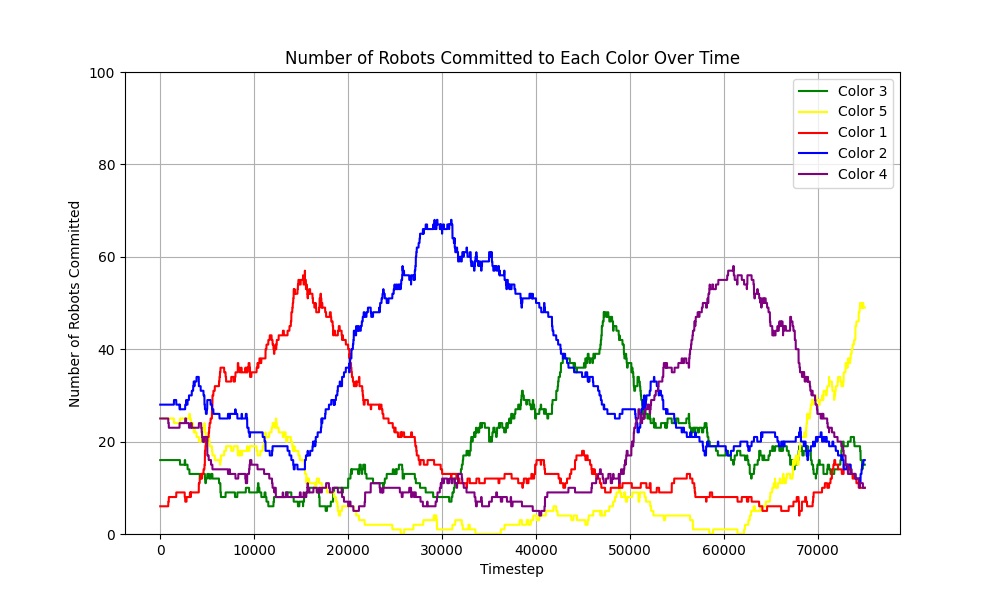 Number of Robots Committed to Each Color Over Time
100
80
60
40
20
0
Number of Robots Committed
Color 3
Color 5
Color 1
Color 2
Color 4
0 10000 20000 30000 40000 50000 60000 70000
Timestep